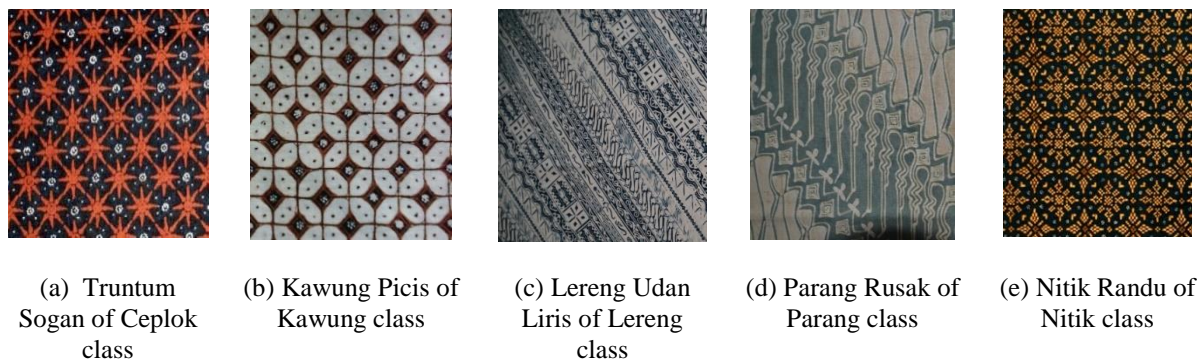 (a) Truntum
Sogan of Ceplok
class
(b) Kawung Picis of
Kawung class
(c) Lereng Udan
Liris of Lereng
class
(d) Parang Rusak of
Parang class
(e) Nitik Randu of
Nitik class